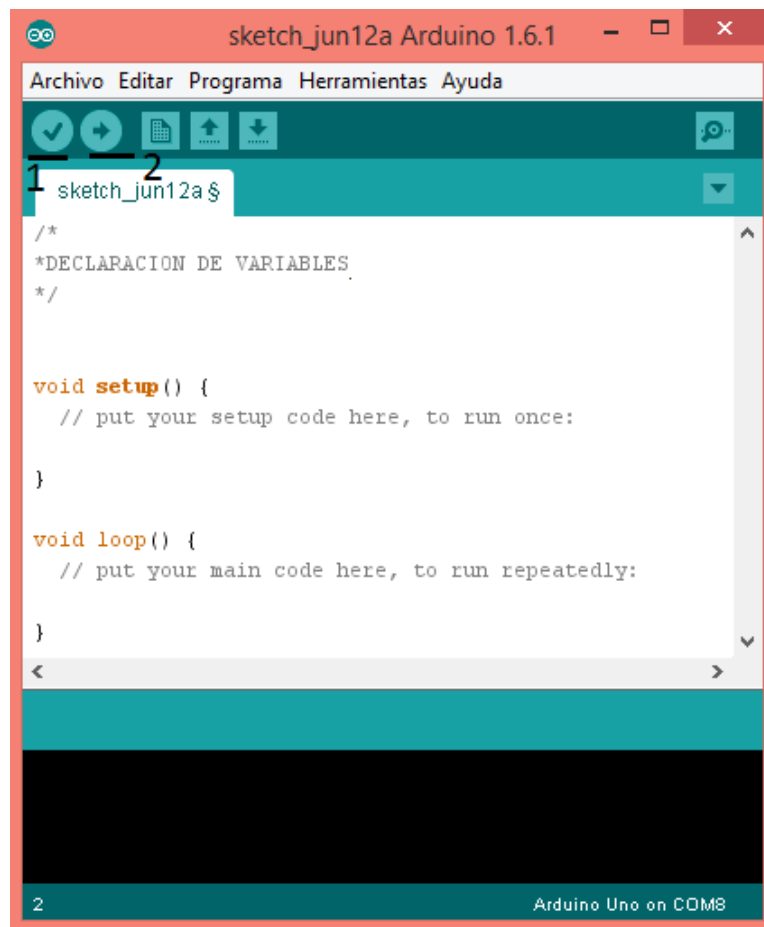 sketch_jun12a Arduino 1.6.1
Archivo Editar Programa Herramientas Ayuda
1 2
sketch_jun12a §
/*
*DECLARACION DE VARIABLES
*/
void setup() {
// put your setup code here, to run once:
}
void loop() {
// put your main code here, to run repeatedly:
}
2 Arduino Uno on COM8